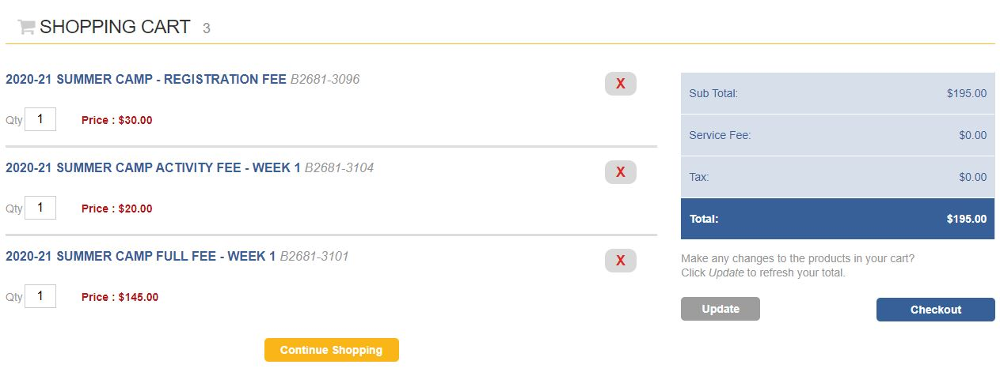 SHOPPING CART 3
2020-21 SUMMER CAMP - REGISTRATION FEE B2681-3096
X
Qty 1 Price : $30.00
2020-21 SUMMER CAMP ACTIVITY FEE - WEEK 1 B2681-3104
X
Qty 1 Price : $20.00
2020-21 SUMMER CAMP FULL FEE - WEEK 1 B2681-3101
X
Qty 1 Price : $145.00
Continue Shopping
Sub Total: $195.00
Service Fee: $0.00
Tax: $0.00
Total: $195.00
Make any changes to the products in your cart?
Click Update to refresh your total.
Update Checkout